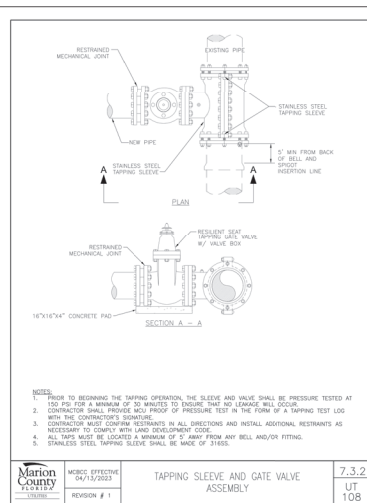 RESTRAINED
MECHANICAL JOINT
EXISTING PIPE
STAINLESS STEEL
TAPPING SLEEVE
NEW PIPE
STAINLESS STEEL
TAPPING SLEEVE
5' MIN FROM BACK
OF BELL AND
SPIGOT
INSERTION LINE
A
A
PLAN
RESILIENT SEAT
TAPPING GATE VALVE
W/ VALVE BOX
RESTRAINED
MECHANICAL JOINT
16"X16"X4" CONCRETE PAD
SECTION A - A
NOTES:
1. PRIOR TO BEGINNING THE TAPPING OPERATION, THE SLEEVE AND VALVE SHALL BE PRESSURE TESTED AT
150 PSI FOR A MINIMUM OF 30 MINUTES TO ENSURE THAT NO LEAKAGE WILL OCCUR.
2. CONTRACTOR SHALL PROVIDE MCU PROOF OF PRESSURE TEST IN THE FORM OF A TAPPING TEST LOG
WITH THE CONTRACTOR'S SIGNATURE.
3. CONTRACTOR MUST CONFIRM RESTRAINTS IN ALL DIRECTIONS AND INSTALL ADDITIONAL RESTRAINTS AS
NECESSARY TO COMPLY WITH LAND DEVELOPMENT CODE.
4. ALL TAPS MUST BE LOCATED A MINIMUM OF 5' AWAY FROM ANY BELL AND/OR FITTING.
5. STAINLESS STEEL TAPPING SLEEVE SHALL BE MADE OF 316SS.
Marion
County
FLORIDA
UTILITIES
MCBCC EFFECTIVE
04/13/2023
REVISION # 1
TAPPING SLEEVE AND GATE VALVE
ASSEMBLY
7.3.2
UT
108